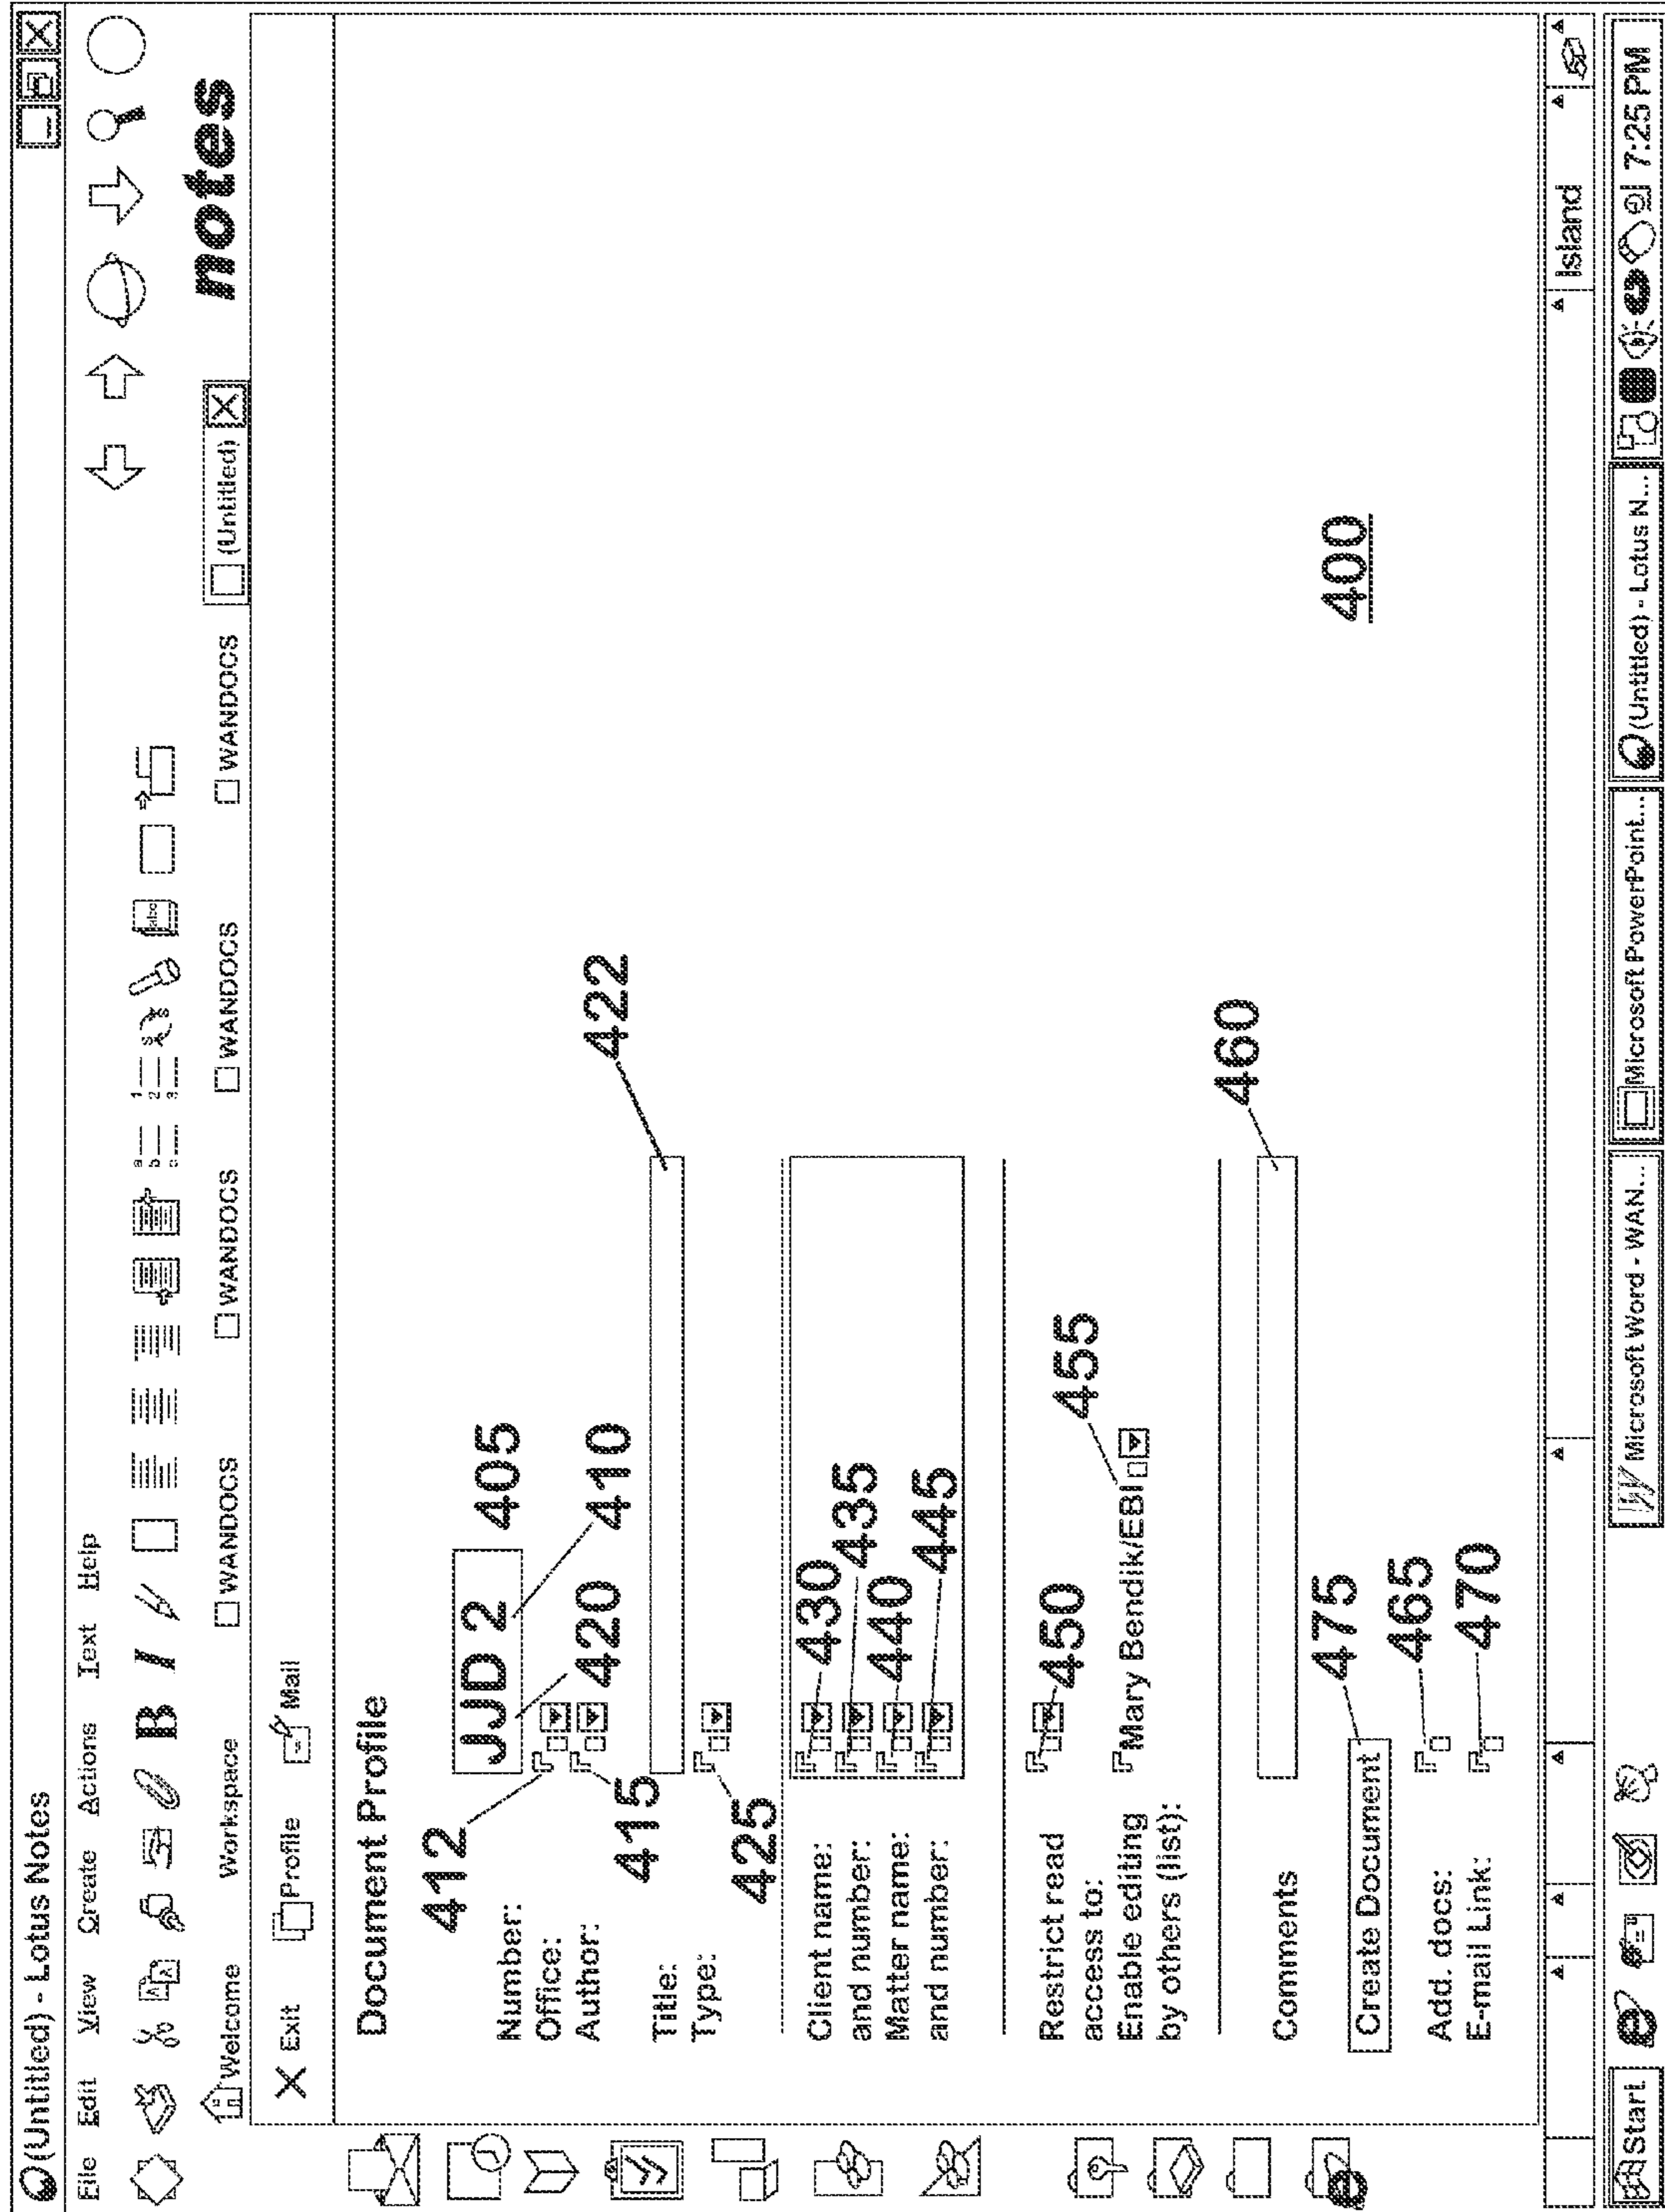 (Untitled) - Lotus Notes
File Edit View Create Actions Text Help
B I
a
b
c
1
2
3
abc
Welcome Workspace WANDOCS WANDOCS WANDOCS WANDOCS (Untitled) notes
Exit Profile Mail
Document Profile
412
Number: JJD 2 405
Office:
Author: 420 410
415 422
Title:
Type:
425
Client name: 430
and number: 435
Matter name: 440
and number: 445
Restrict read
access to: 450 455
Enable editing Mary Bendik/EBI
by others (list):
460
Comments
475
Create Document 400
Add. docs: 465
E-mail Link: 470
Island
Start Microsoft Word - WAN... Microsoft PowerPoint... (Untitled) - Lotus N... 7:25 PM